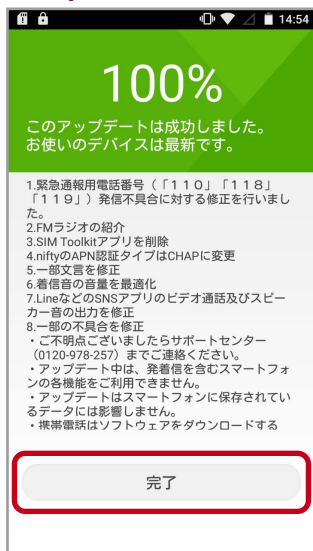 14:54
100%
このアップデートは成功しました。
お使いのデバイスは最新です。
1.緊急通報用電話番号（「１１０」「１１８」
「１１９」）発信不具合に対する修正を行いまし
た。
2.FMラジオの紹介
3.SIM Toolkitアプリを削除
4.niftyのAPN認証タイプはCHAPに変更
5.一部文言を修正
6.着信音の音量を最適化
7.LineなどのSNSアプリのビデオ通話及びスピー
カー音の出力を修正
8.一部の不具合を修正
・ご不明点ございましたらサポートセンター
（0120-978-257）までご連絡ください。
・アップデート中は、発着信を含むスマートフォ
ンの各機能をご利用できません。
・アップデートはスマートフォンに保存されてい
るデータには影響しません。
・携帯電話はソフトウェアをダウンロードする
完了